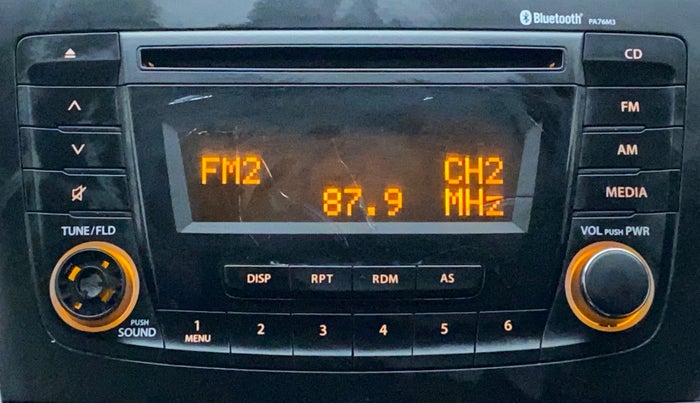 Bluetooth® PA76M3
CD
FM
AM
MEDIA
FM2 CH2
87.9 MHz
TUNE/FLD
VOL PUSH PWR
DISP RPT RDM AS
PUSH
SOUND
1 2 3 4 5 6
MENU